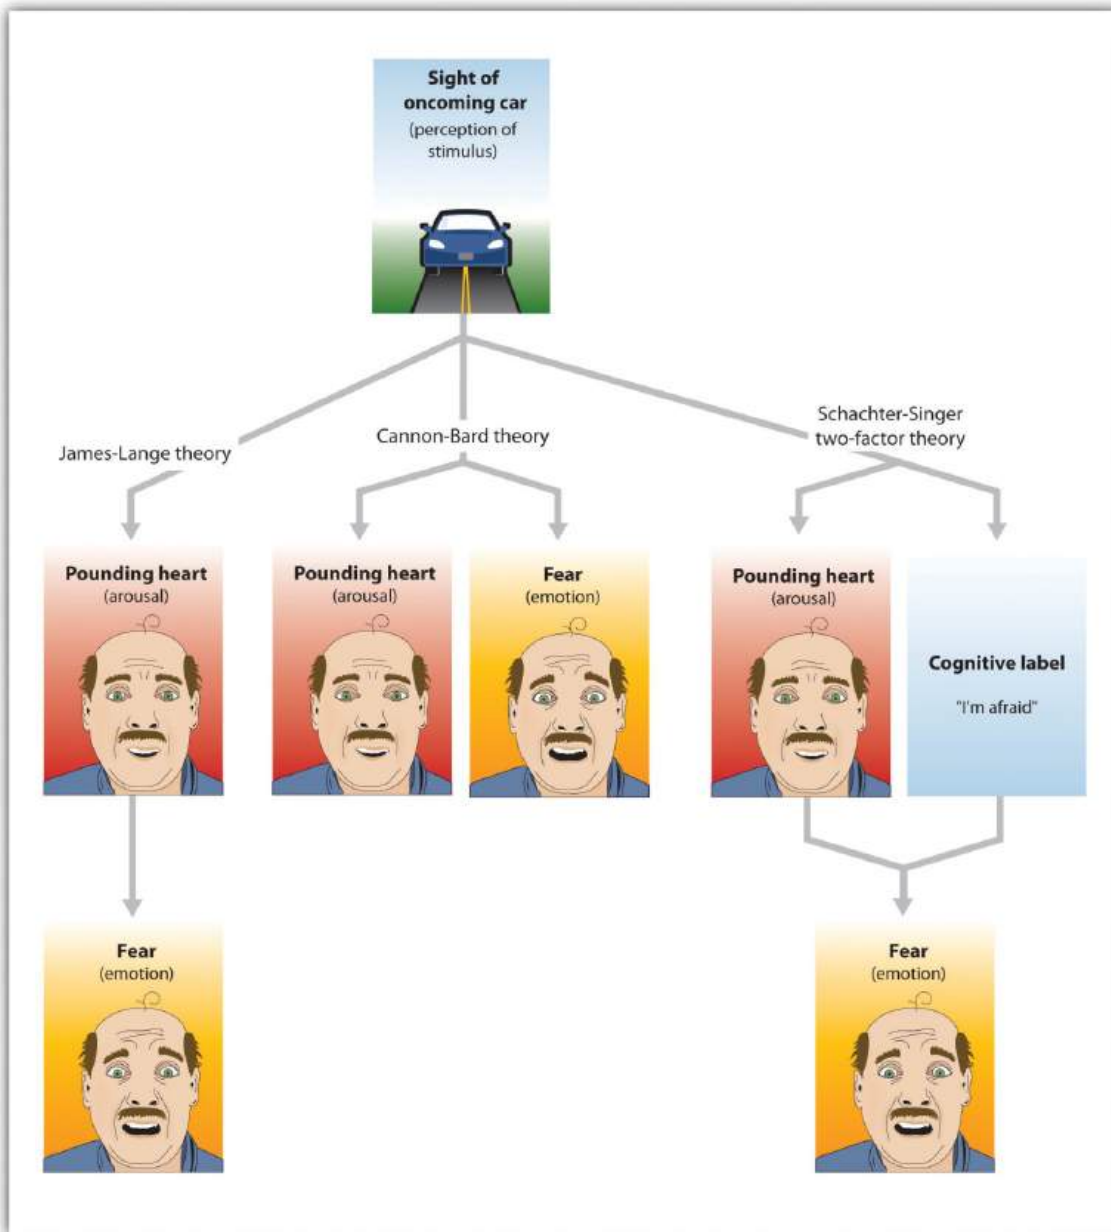 Sight of
oncoming car
(perception of
stimulus)
James-Lange theory
Cannon-Bard theory
Schachter-Singer
two-factor theory
Pounding heart
(arousal)
Pounding heart
(arousal)
Fear
(emotion)
Pounding heart
(arousal)
Cognitive label
"I'm afraid"
Fear
(emotion)
Fear
(emotion)